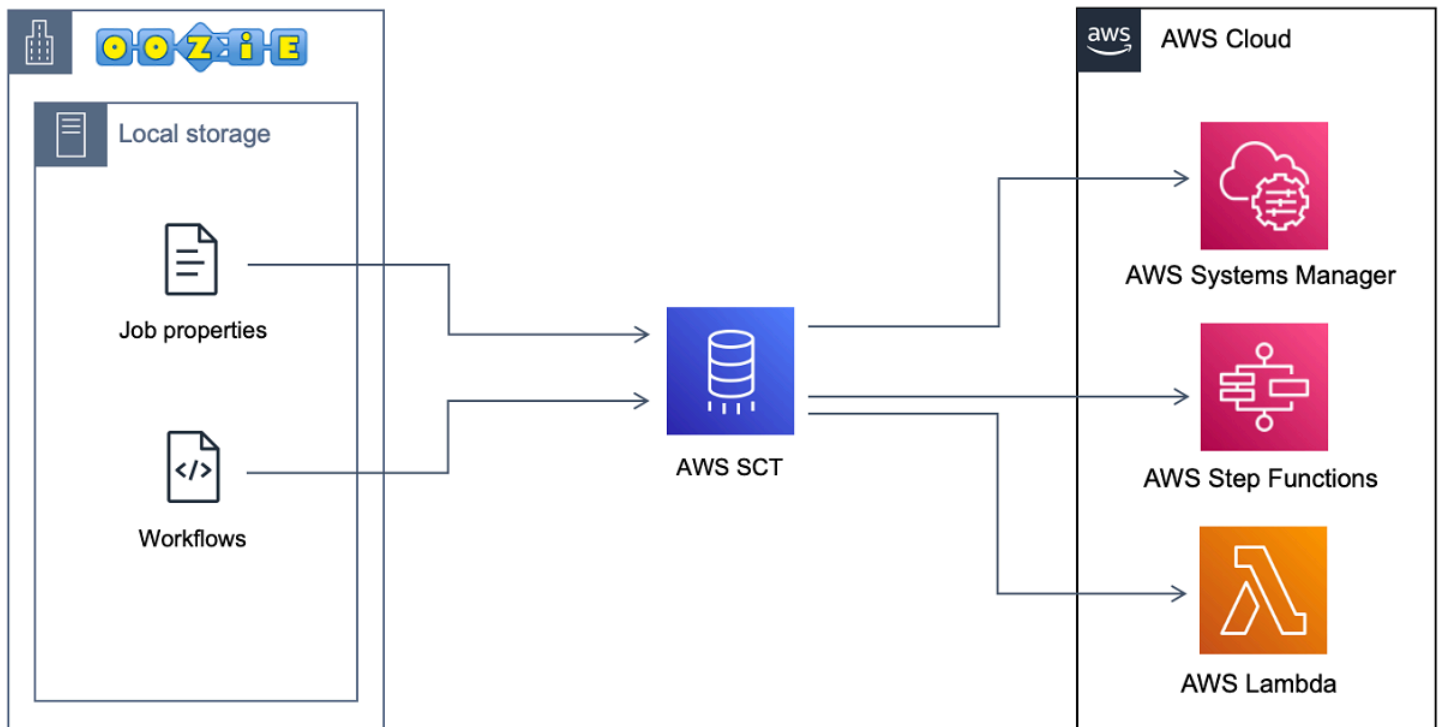 OOZiE
Local storage
Job properties
</>
Workflows
AWS SCT
aws
AWS Cloud
AWS Systems Manager
AWS Step Functions
AWS Lambda